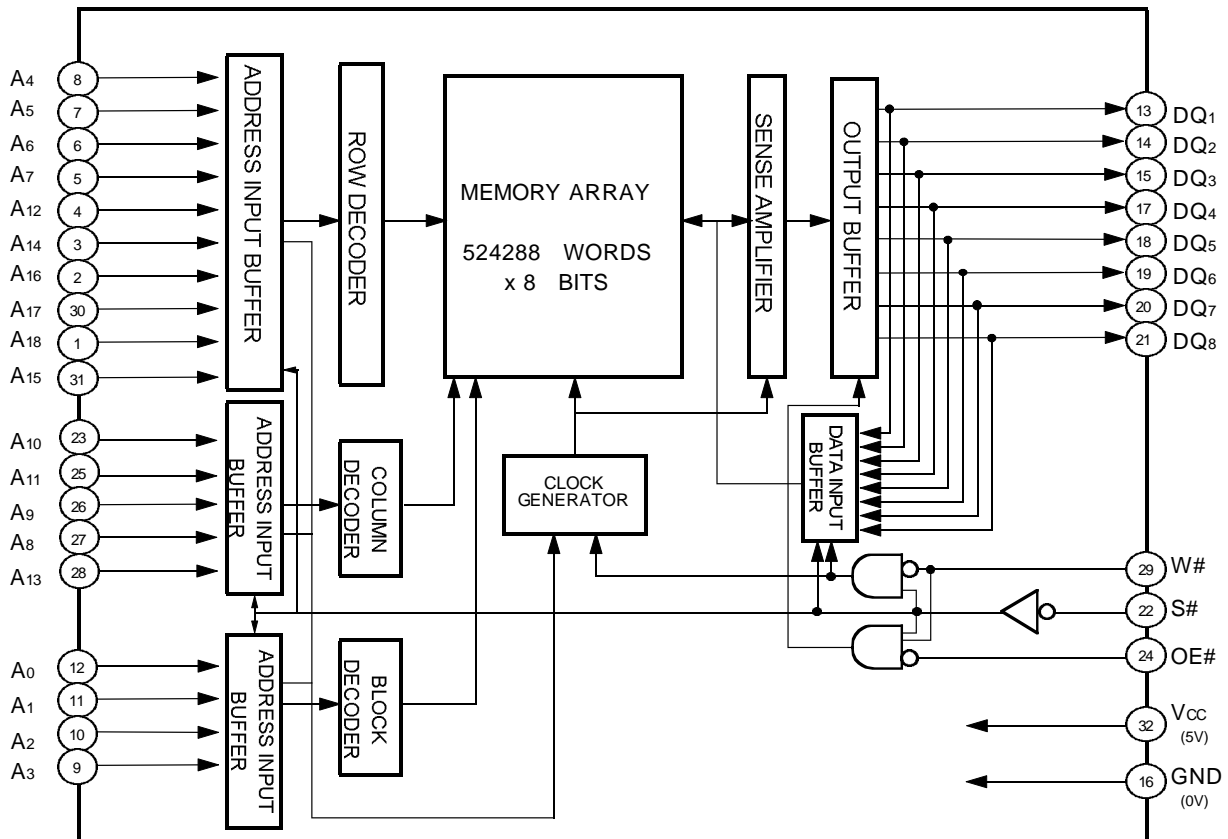 A4 8
A5 7
A6 6
A7 5
A12 4
A14 3
A16 2
A17 30
A18 1
A15 31
A10 23
A11 25
A9 26
A8 27
A13 28
A0 12
A1 11
A2 10
A3 9
ADDRESS INPUT BUFFER
ROW DECODER
MEMORY ARRAY
524288 WORDS
x 8 BITS
SENSE AMPLIFIER
OUTPUT BUFFER
ADDRESS INPUT
BUFFER
COLUMN
DECODER
CLOCK
GENERATOR
DATA INPUT
BUFFER
ADDRESS INPUT
BUFFER
BLOCK
DECODER
13 DQ1
14 DQ2
15 DQ3
17 DQ4
18 DQ5
19 DQ6
20 DQ7
21 DQ8
29 W#
22 S#
24 OE#
32 VCC
(5V)
16 GND
(0V)